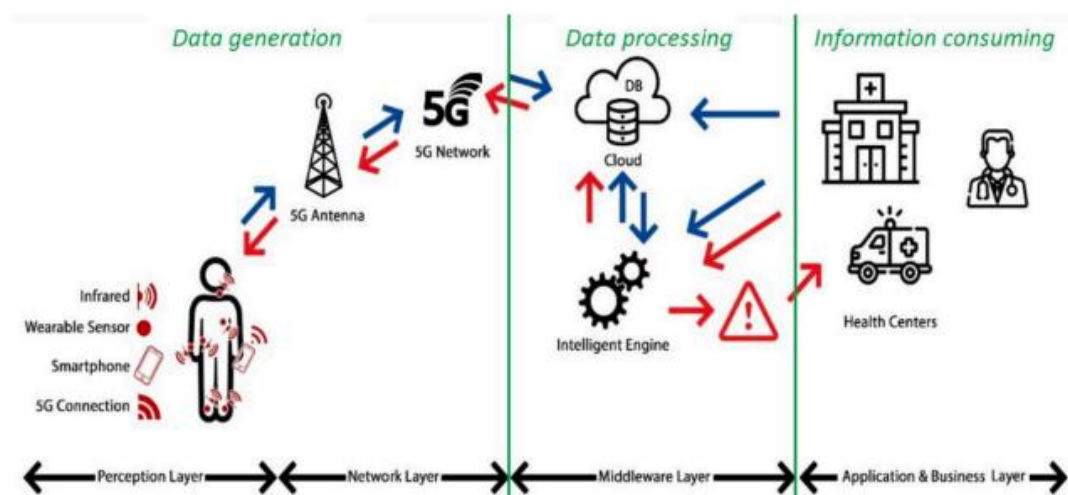 Data generation
Data processing
Information consuming
DB
5G
5G Network
Cloud
5G Antenna
Infrared
Wearable Sensor
Smartphone
5G Connection
Intelligent Engine
Health Centers
Perception Layer
Network Layer
Middleware Layer
Application & Business Layer